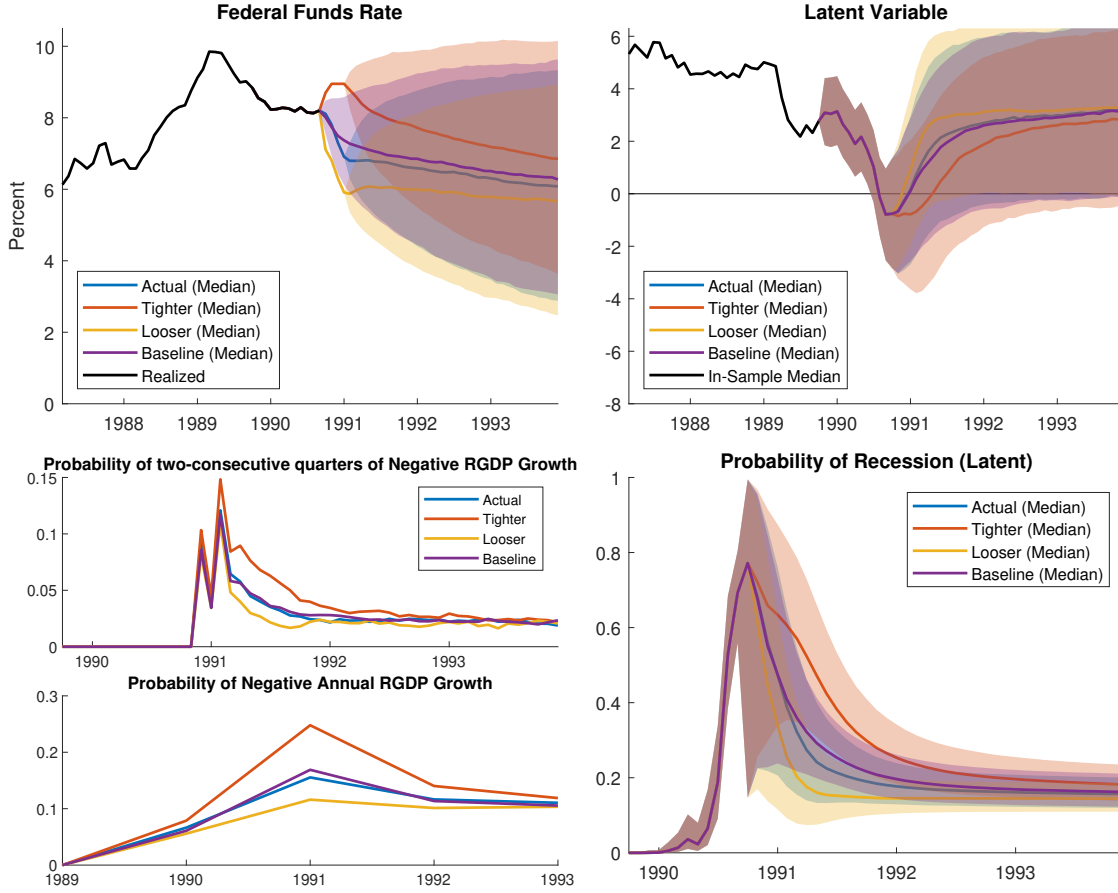 Federal Funds Rate
10
8
6
4
2
0
Percent
Actual (Median)
Tighter (Median)
Looser (Median)
Baseline (Median)
Realized
1988
1989
1990
1991
1992
1993
Latent Variable
6
4
2
0
-2
-4
-6
-8
Actual (Median)
Tighter (Median)
Looser (Median)
Baseline (Median)
In-Sample Median
1988
1989
1990
1991
1992
1993
Probability of two-consecutive quarters of Negative RGDP Growth
0.15
0.1
0.05
0
Actual
Tighter
Looser
Baseline
1990
1991
1992
1993
Probability of Negative Annual RGDP Growth
0.3
0.2
0.1
0
1989
1990
1991
1992
1993
Probability of Recession (Latent)
1
0.8
0.6
0.4
0.2
0
Actual (Median)
Tighter (Median)
Looser (Median)
Baseline (Median)
1990
1991
1992
1993